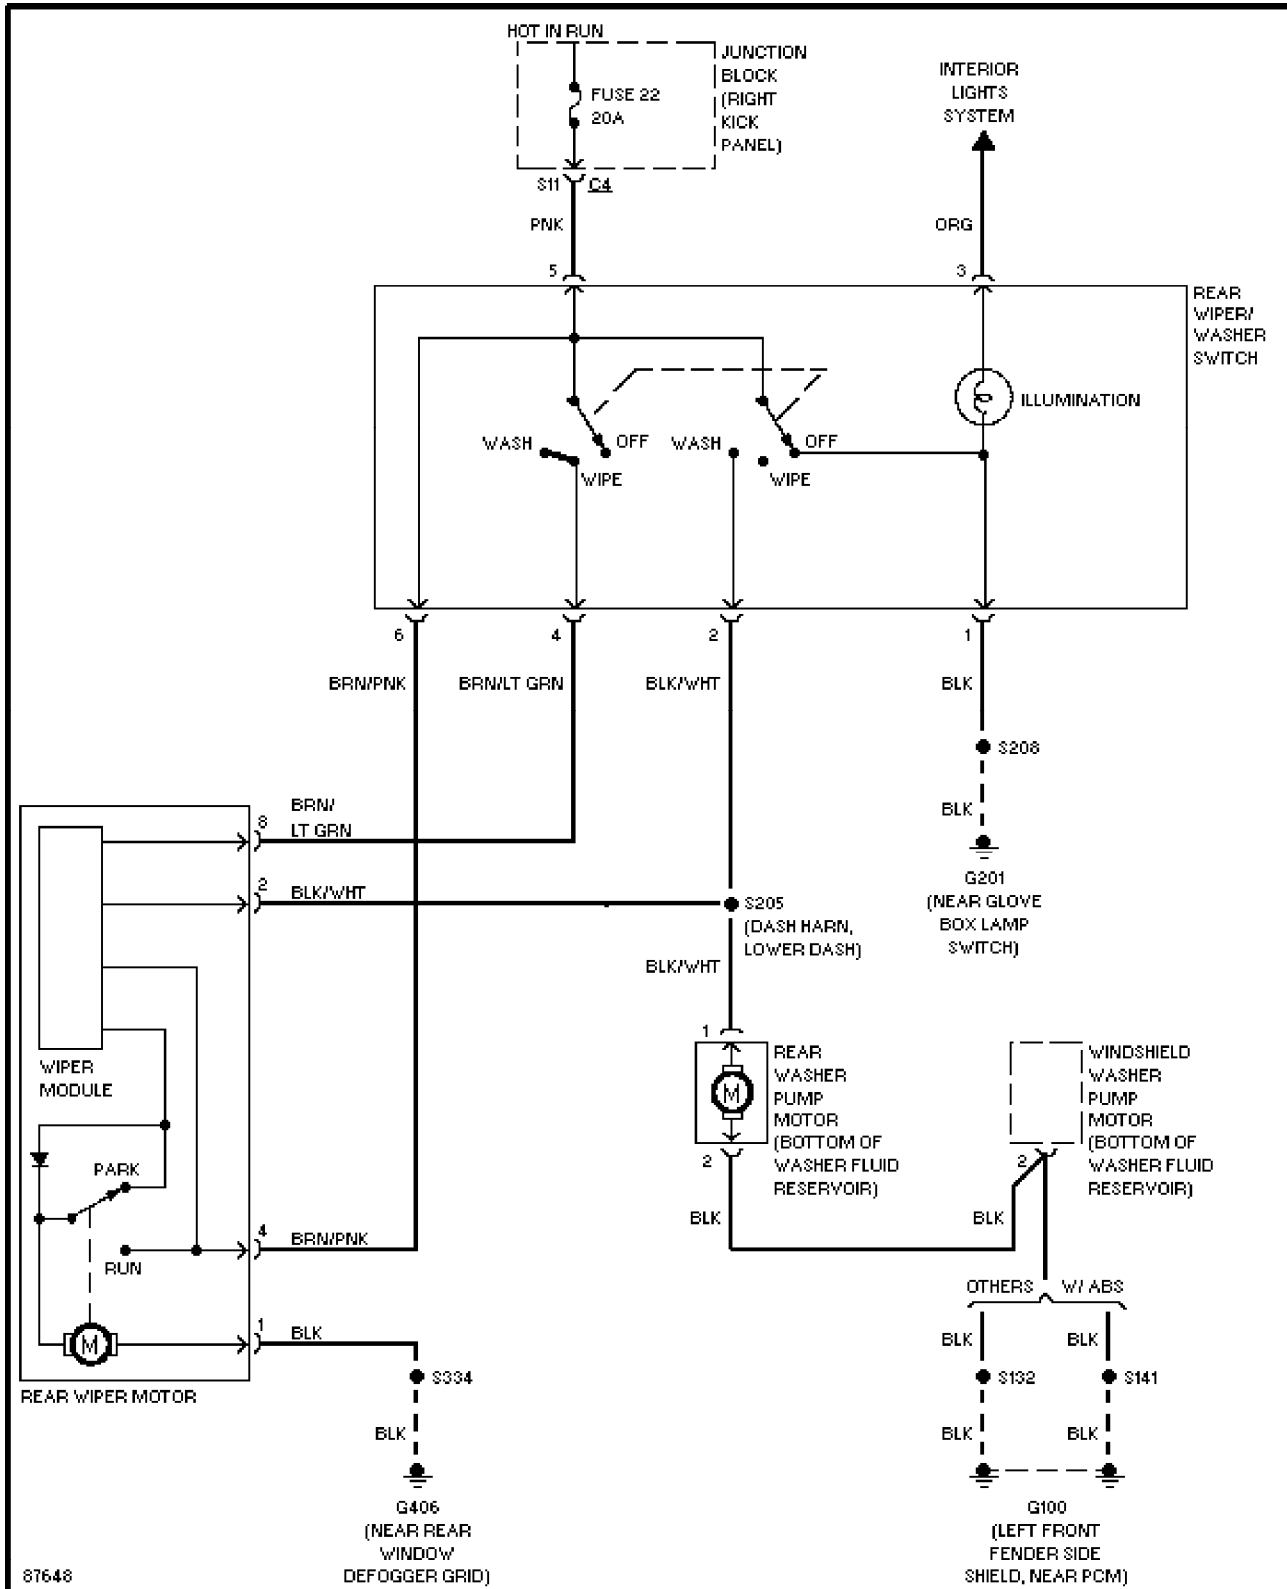 HOT IN RUN
FUSE 22
20A
JUNCTION
BLOCK
(RIGHT
KICK
PANEL)
INTERIOR
LIGHTS
SYSTEM
S11
C4
PNK
ORG
5
3
REAR
WIPER/
WASHER
SWITCH
ILLUMINATION
WASH
OFF
WIPE
WASH
OFF
WIPE
6
4
2
1
BRN/PNK
BRN/LT GRN
BLK/WHT
BLK
S208
BLK
G201
(NEAR GLOVE
BOX LAMP
SWITCH)
BRN/
LT GRN
8
2
BLK/WHT
S205
(DASH HARN,
LOWER DASH)
BLK/WHT
WIPER
MODULE
PARK
RUN
4
BRN/PNK
M
1
BLK
REAR WIPER MOTOR
S334
BLK
G406
(NEAR REAR
WINDOW
DEFOGGER GRID)
1
M
2
REAR
WASHER
PUMP
MOTOR
(BOTTOM OF
WASHER FLUID
RESERVOIR)
WINDSHIELD
WASHER
PUMP
MOTOR
(BOTTOM OF
WASHER FLUID
RESERVOIR)
2
BLK
BLK
OTHERS
W/ ABS
BLK
BLK
S132
S141
BLK
BLK
G100
(LEFT FRONT
FENDER SIDE
SHIELD, NEAR PCM)
87648